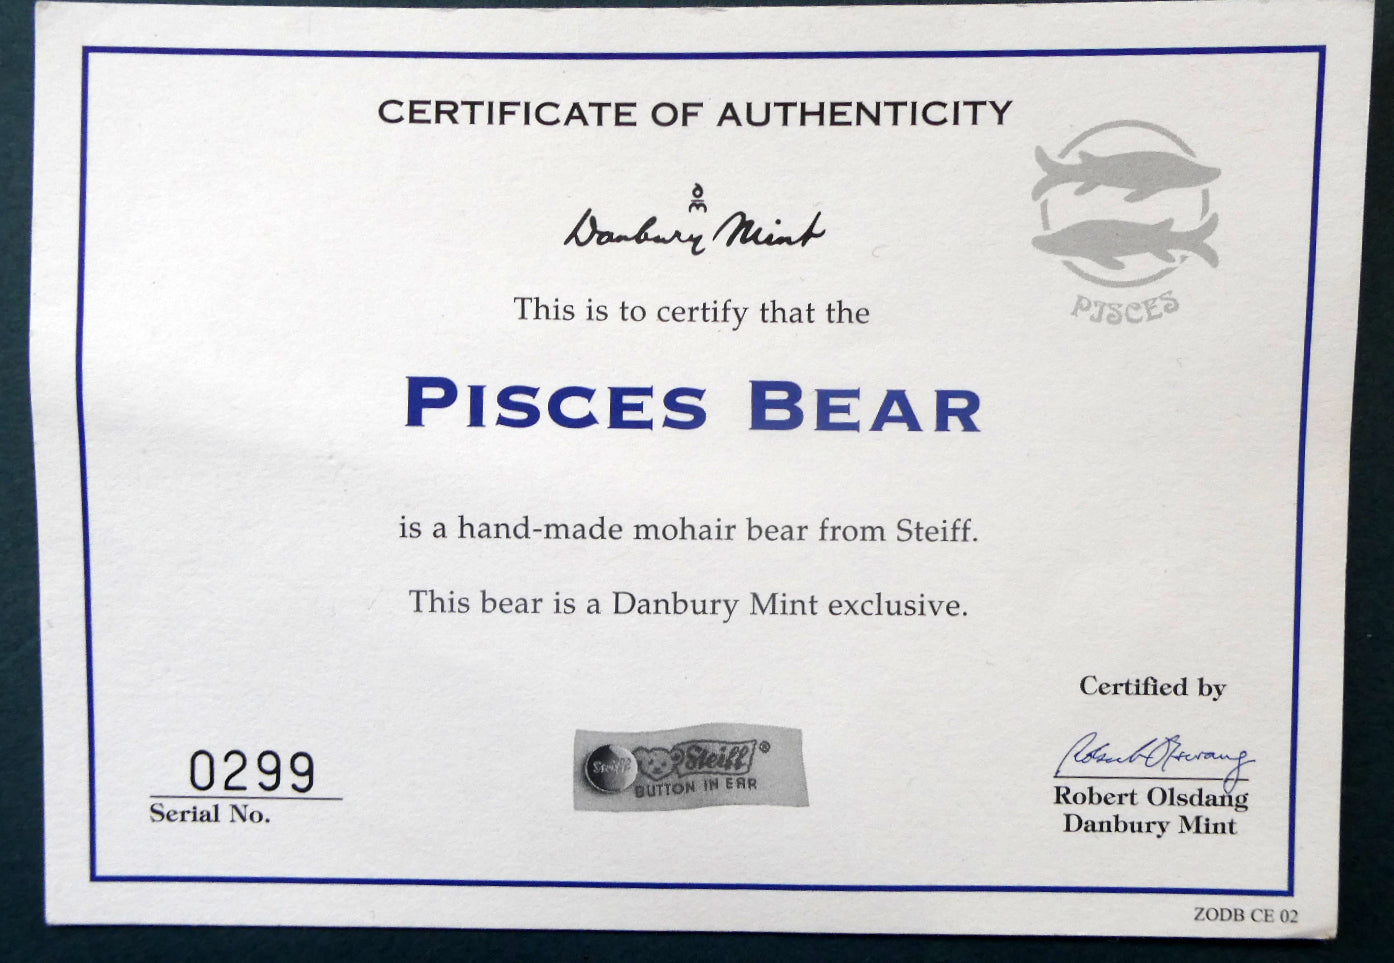 CERTIFICATE OF AUTHENTICITY
Danbury Mint
PISCES
This is to certify that the
PISCES BEAR
is a hand-made mohair bear from Steiff.
This bear is a Danbury Mint exclusive.
Certified by
0299
Serial No.
Steiff
Steiff®
BUTTON IN EAR
Robert Olsdang
Danbury Mint
ZODB CE 02